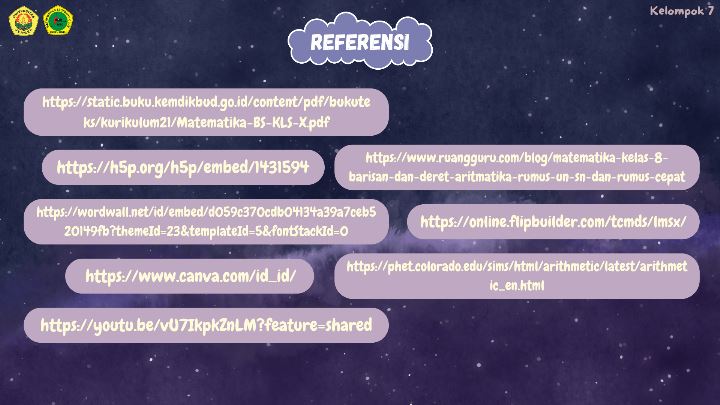 Kelompok 7
REFERENSI
https://static.buku.kemdikbud.go.id/content/pdf/bukute
ks/kurikulum21/Matematika-BS-KLS-X.pdf
https://h5p.org/h5p/embed/1431594
https://www.ruangguru.com/blog/matematika-kelas-8-
barisan-dan-deret-aritmatika-rumus-un-sn-dan-rumus-cepat
https://wordwall.net/id/embed/d059c370cdb04134a39a7ceb5
20149fb?themeId=23&templateId=5&fontStackId=0
https://online.flipbuilder.com/tcmds/lmsx/
https://www.canva.com/id_id/
https://phet.colorado.edu/sims/html/arithmetic/latest/arithmet
ic_en.html
https://youtu.be/vU7IkpkZnLM?feature=shared